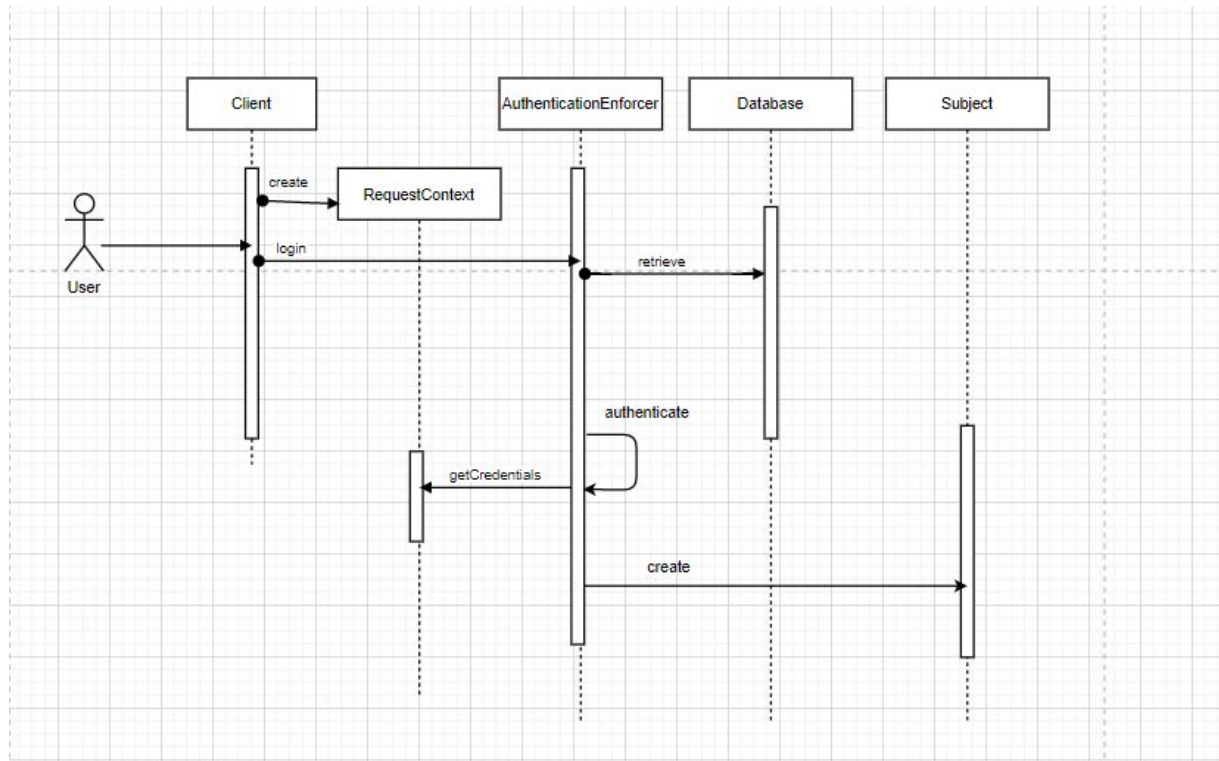 Client
AuthenticationEnforcer
Database
Subject
create
RequestContext
login
retrieve
User
authenticate
getCredentials
create